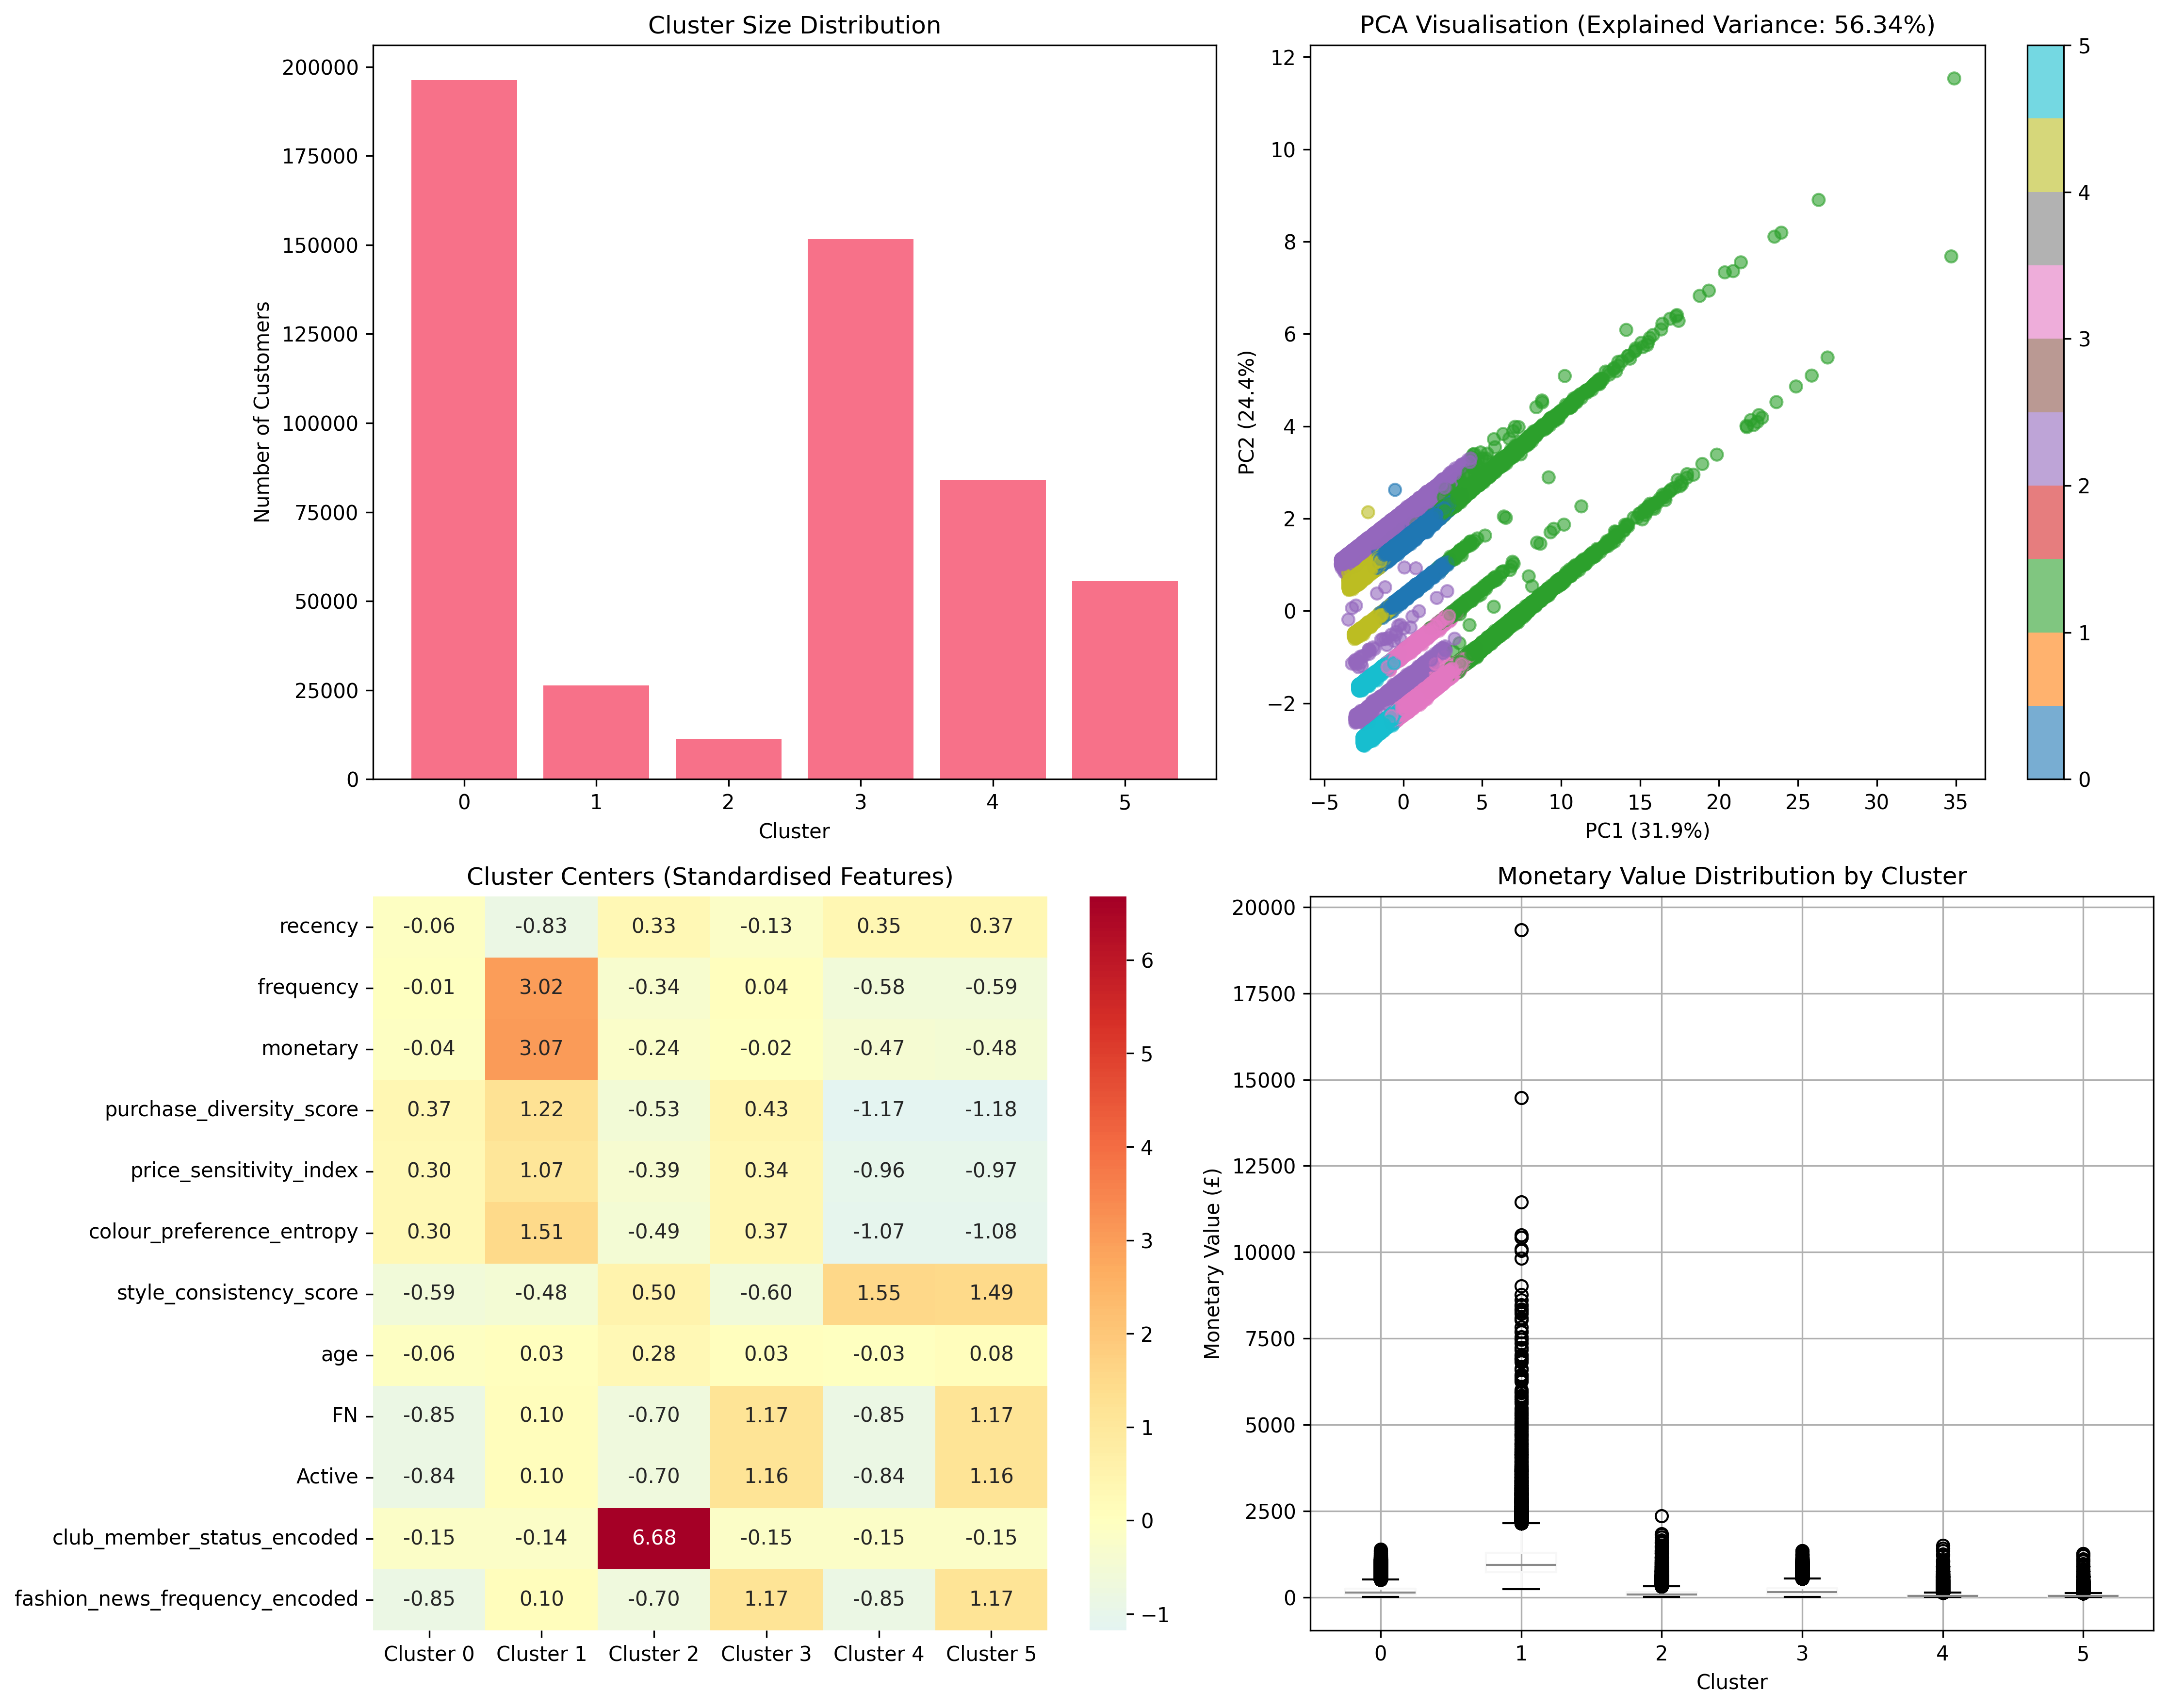 Cluster Size Distribution
200000
175000
150000
125000
100000
75000
50000
25000
0
Number of Customers
0 1 2 3 4 5
Cluster
PCA Visualisation (Explained Variance: 56.34%)
12
10
8
6
4
2
0
−2
PC2 (24.4%)
−5 0 5 10 15 20 25 30 35
PC1 (31.9%)
5
4
3
2
1
0
Cluster Centers (Standardised Features)
recency -0.06 -0.83 0.33 -0.13 0.35 0.37
frequency -0.01 3.02 -0.34 0.04 -0.58 -0.59
monetary -0.04 3.07 -0.24 -0.02 -0.47 -0.48
purchase_diversity_score 0.37 1.22 -0.53 0.43 -1.17 -1.18
price_sensitivity_index 0.30 1.07 -0.39 0.34 -0.96 -0.97
colour_preference_entropy 0.30 1.51 -0.49 0.37 -1.07 -1.08
style_consistency_score -0.59 -0.48 0.50 -0.60 1.55 1.49
age -0.06 0.03 0.28 0.03 -0.03 0.08
FN -0.85 0.10 -0.70 1.17 -0.85 1.17
Active -0.84 0.10 -0.70 1.16 -0.84 1.16
club_member_status_encoded -0.15 -0.14 6.68 -0.15 -0.15 -0.15
fashion_news_frequency_encoded -0.85 0.10 -0.70 1.17 -0.85 1.17
Cluster 0 Cluster 1 Cluster 2 Cluster 3 Cluster 4 Cluster 5
6
5
4
3
2
1
0
−1
Monetary Value Distribution by Cluster
20000
17500
15000
12500
10000
7500
5000
2500
0
Monetary Value (£)
0 1 2 3 4 5
Cluster